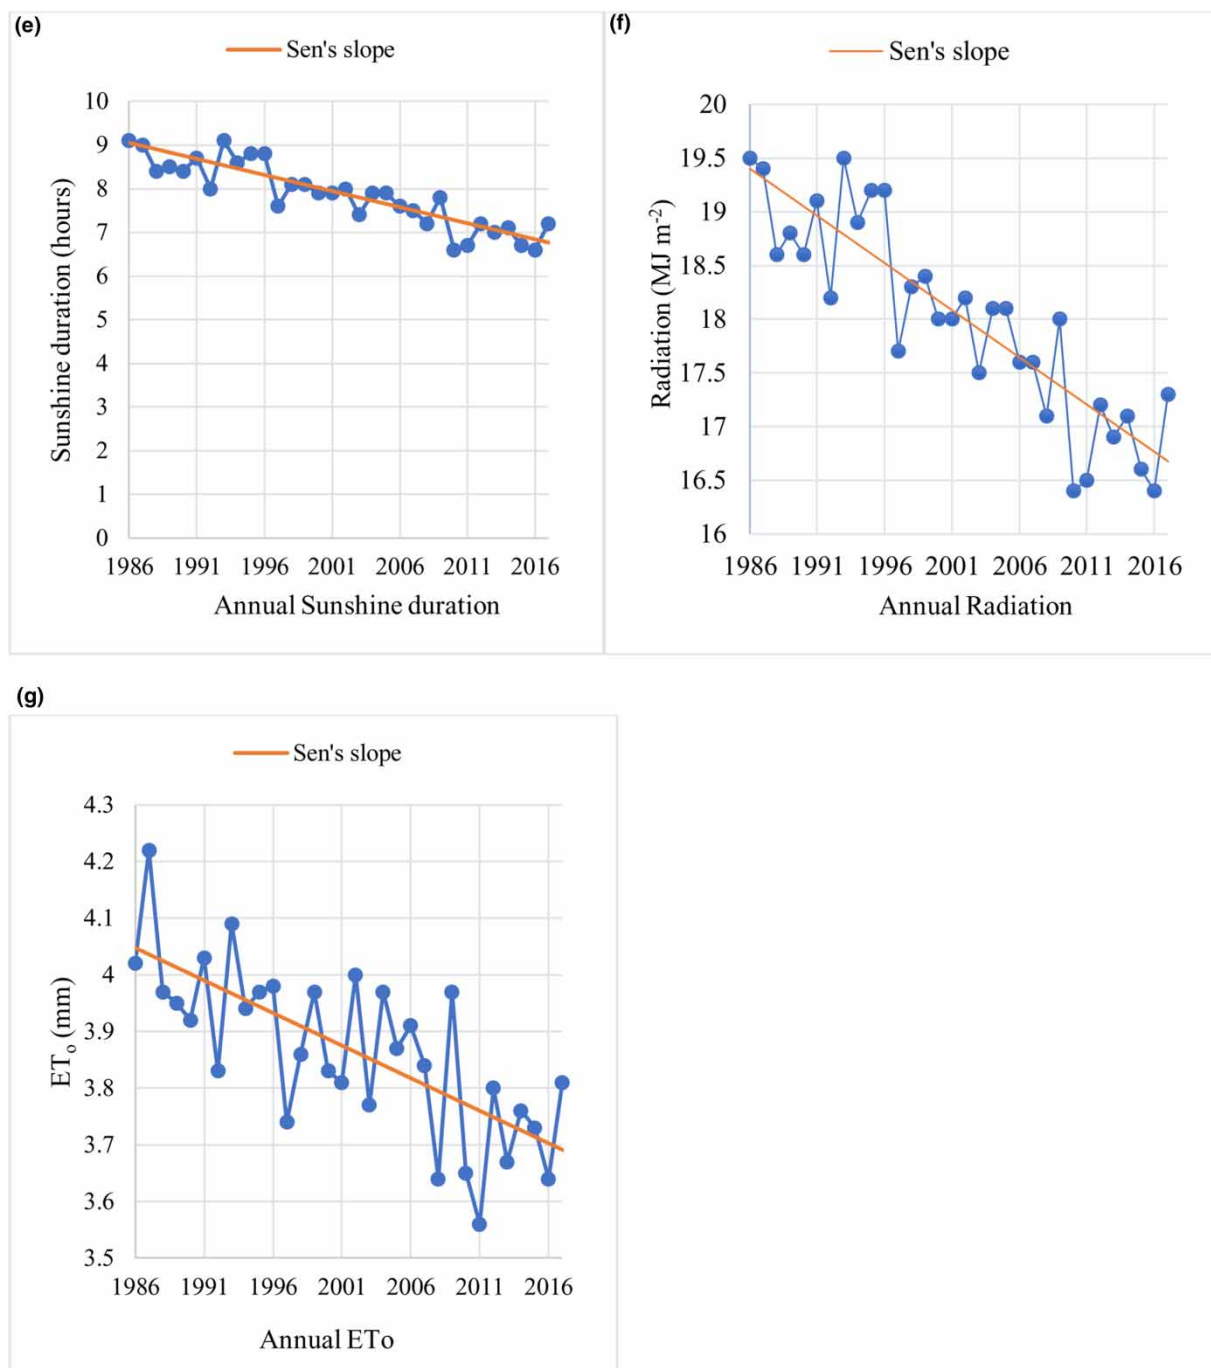 (e)
Sen's slope
10
9
8
7
6
5
4
3
2
1
0
Sunshine duration (hours)
1986 1991 1996 2001 2006 2011 2016
Annual Sunshine duration
(f)
Sen's slope
20
19.5
19
18.5
18
17.5
17
16.5
16
Radiation (MJ m-2)
1986 1991 1996 2001 2006 2011 2016
Annual Radiation
(g)
Sen's slope
4.3
4.2
4.1
4
3.9
3.8
3.7
3.6
3.5
ETo (mm)
1986 1991 1996 2001 2006 2011 2016
Annual ETo